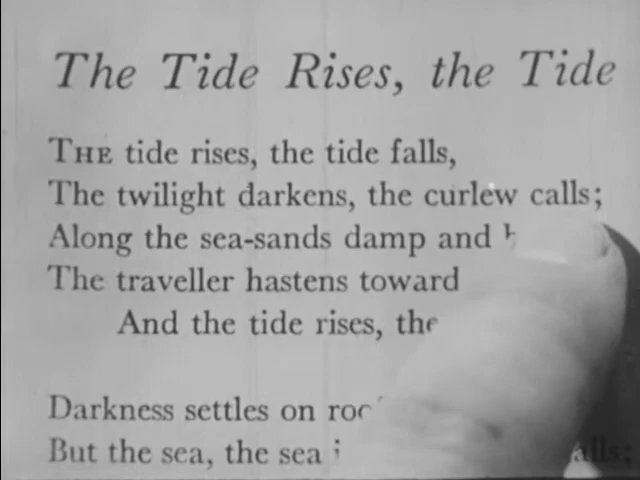 The Tide Rises, the Tide
THE tide rises, the tide falls,
The twilight darkens, the curlew calls;
Along the sea-sands damp and
The traveller hastens toward
And the tide rises, the
Darkness settles on
But the sea, the sea